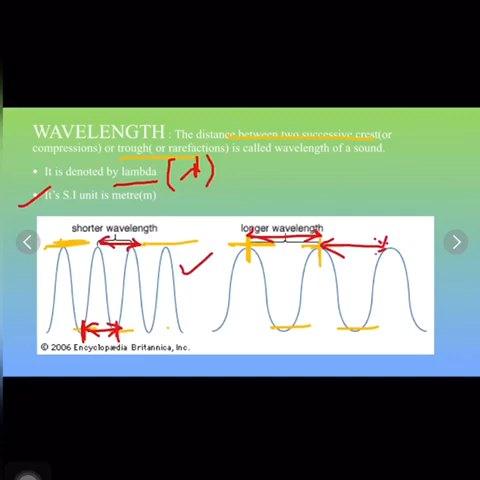 WAVELENGTH : The distance between two successive crest(or
compressions) or trough( or rarefactions) is called wavelength of a sound.
• It is denoted by lambda (λ)
• It's S.I unit is metre(m)
shorter wavelength
longer wavelength
© 2006 Encyclopædia Britannica, Inc.